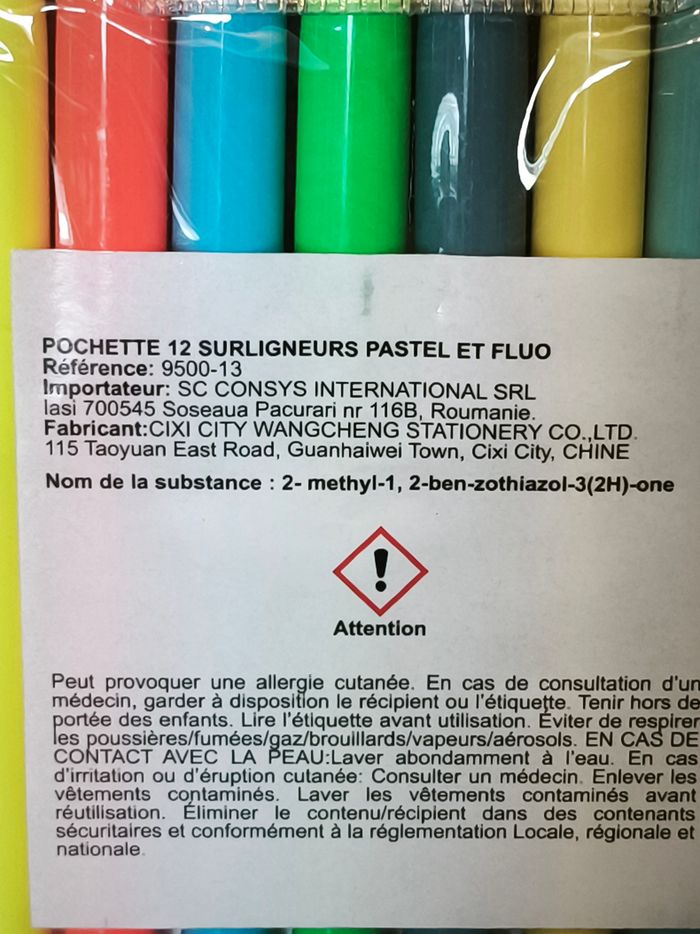 POCHETTE 12 SURLIGNEURS PASTEL ET FLUO
Référence: 9500-13
Importateur: SC CONSYS INTERNATIONAL SRL
Iasi 700545 Soseaua Pacurari nr 116B, Roumanie.
Fabricant:CIXI CITY WANGCHENG STATIONERY CO.,LTD.
115 Taoyuan East Road, Guanhaiwei Town, Cixi City, CHINE
Nom de la substance : 2- methyl-1, 2-ben-zothiazol-3(2H)-one
!
Attention
Peut provoquer une allergie cutanée. En cas de consultation d'un
médecin, garder à disposition le récipient ou l'étiquette. Tenir hors de
portée des enfants. Lire l'étiquette avant utilisation. Éviter de respirer
les poussières/fumées/gaz/brouillards/vapeurs/aérosols. EN CAS DE
CONTACT AVEC LA PEAU:Laver abondamment à l'eau. En cas
d'irritation ou d'éruption cutanée: Consulter un médecin. Enlever les
vêtements contaminés. Laver les vêtements contaminés avant
réutilisation. Éliminer le contenu/récipient dans des contenants
sécuritaires et conformément à la réglementation Locale, régionale et
nationale.